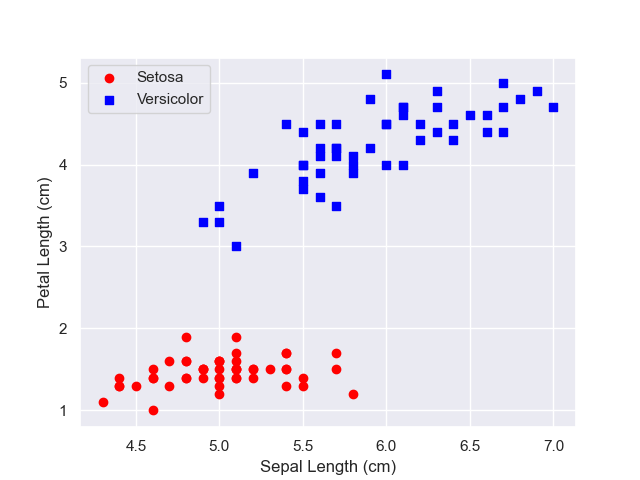 Setosa
Versicolor
5
4
3
2
1
Petal Length (cm)
4.5 5.0 5.5 6.0 6.5 7.0
Sepal Length (cm)